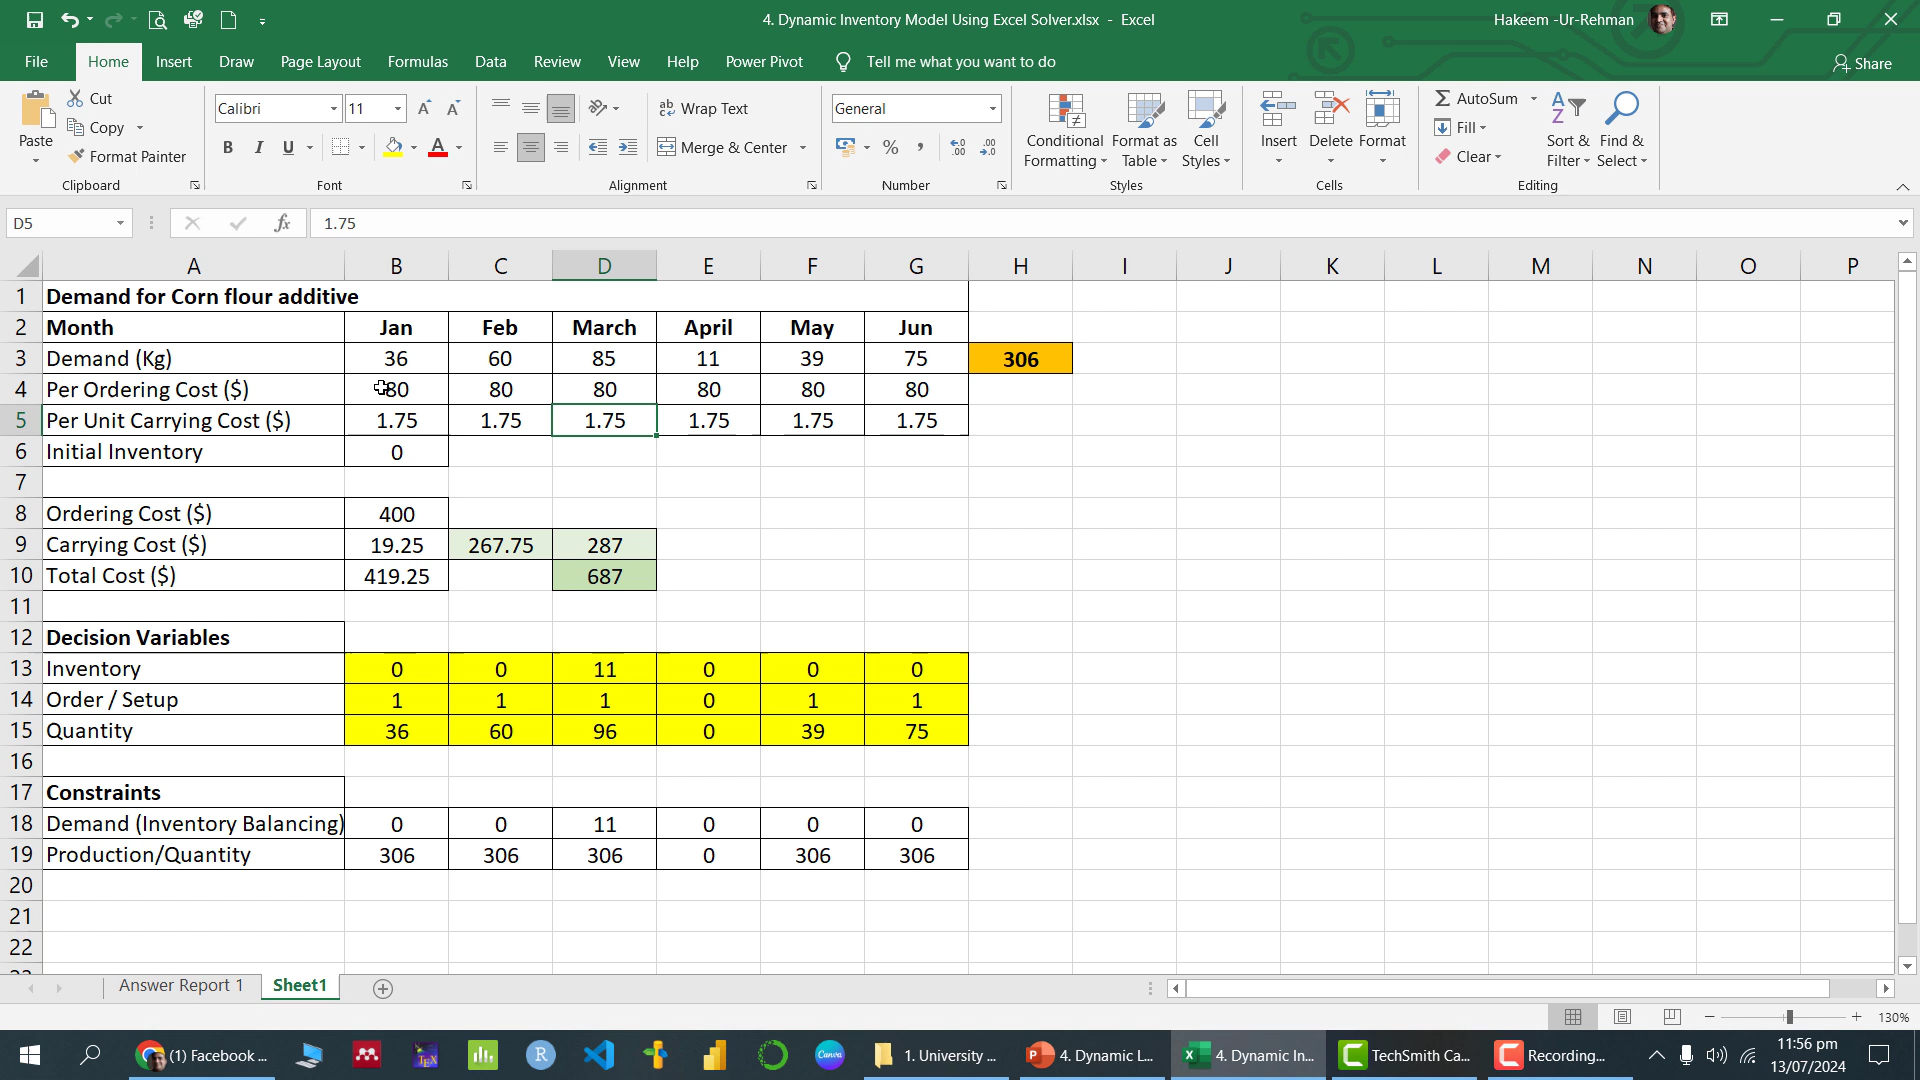 4. Dynamic Inventory Model Using Excel Solver.xlsx - Excel
Hakeem -Ur-Rehman
File Home Insert Draw Page Layout Formulas Data Review View Help Power Pivot Tell me what you want to do Share
Paste
Cut
Copy
Format Painter
Clipboard
Calibri 11
B I U
Font
Wrap Text
Merge & Center
Alignment
General
Number
Conditional Formatting
Format as Table
Cell Styles
Styles
Insert Delete Format
Cells
AutoSum
Fill
Clear
Sort & Filter
Find & Select
Editing
D5 fx 1.75
A B C D E F G H I J K L M N O P
1 Demand for Corn flour additive
2 Month Jan Feb March April May Jun
3 Demand (Kg) 36 60 85 11 39 75 306
4 Per Ordering Cost ($) 80 80 80 80 80 80
5 Per Unit Carrying Cost ($) 1.75 1.75 1.75 1.75 1.75 1.75
6 Initial Inventory 0
7
8 Ordering Cost ($) 400
9 Carrying Cost ($) 19.25 267.75 287
10 Total Cost ($) 419.25 687
11
12 Decision Variables
13 Inventory 0 0 11 0 0 0
14 Order / Setup 1 1 1 0 1 1
15 Quantity 36 60 96 0 39 75
16
17 Constraints
18 Demand (Inventory Balancing) 0 0 11 0 0 0
19 Production/Quantity 306 306 306 0 306 306
20
21
22
Answer Report 1 Sheet1
130%
(1) Facebook ...
1. University ...
4. Dynamic L...
4. Dynamic In...
TechSmith Ca...
Recording...
11:56 pm
13/07/2024